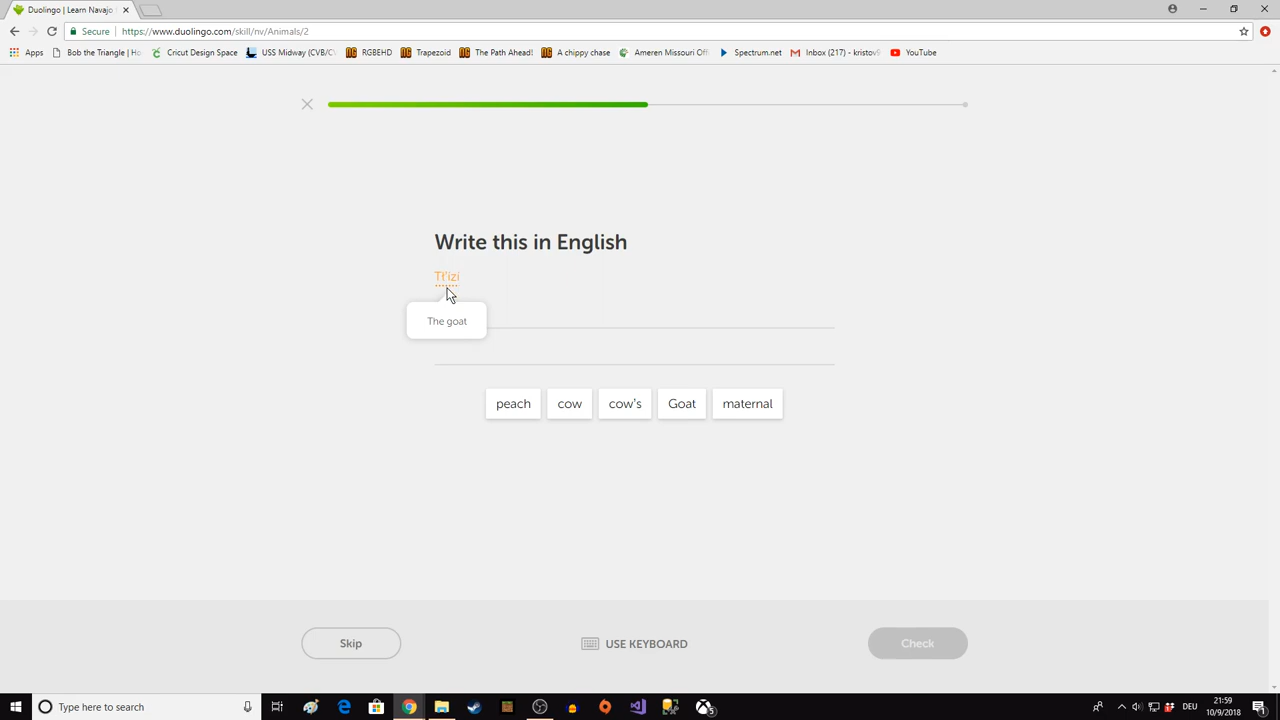 Duolingo | Learn Navajo
Secure https://www.duolingo.com/skill/nv/Animals/2
Apps Bob the Triangle | Ho Cricut Design Space USS Midway (CVB/CV RGBEHD Trapezoid The Path Ahead! A chippy chase Ameren Missouri Offi Spectrum.net Inbox (217) - kristov9 YouTube
Write this in English
Tł'izi
The goat
peach cow cow's Goat maternal
Skip USE KEYBOARD Check
Type here to search DEU 21:59
10/9/2018